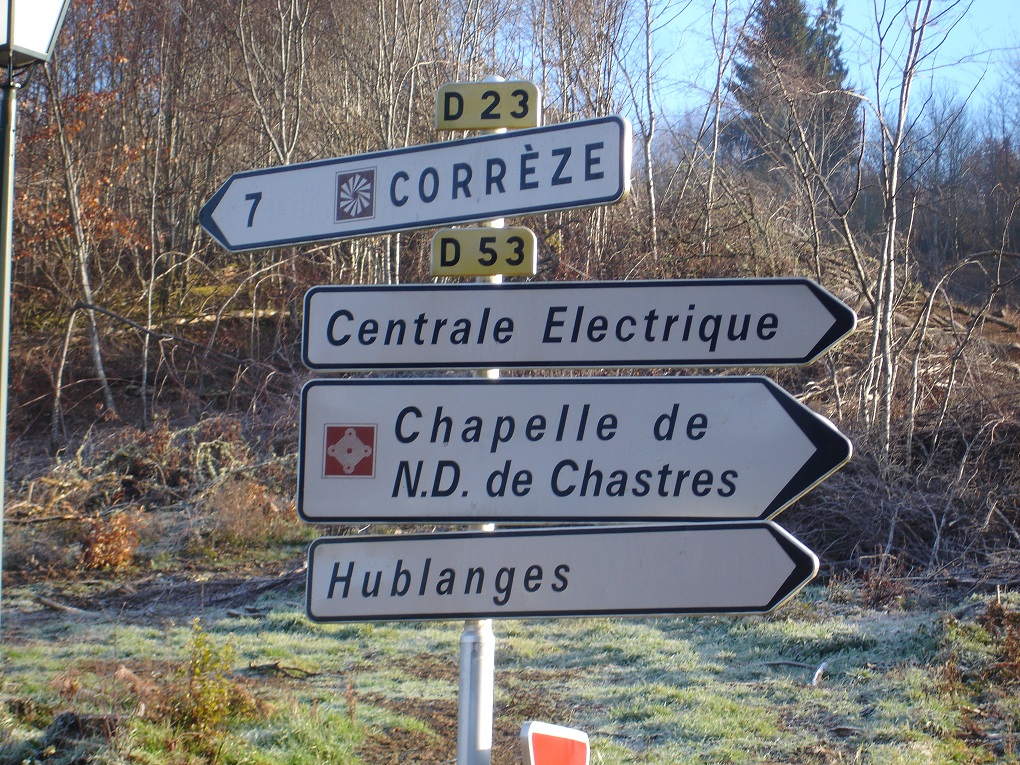 D 23
7 CORRÈZE
D 53
Centrale Electrique
Chapelle de
N.D. de Chastres
Hublanges